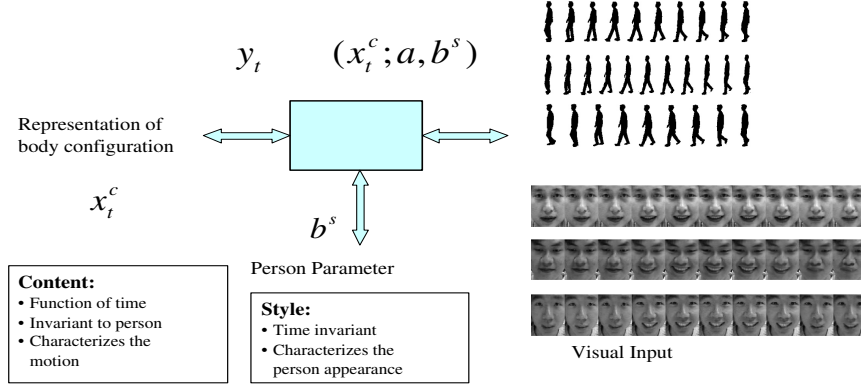 y_t (x_t^c; a, b^s)
Representation of
body configuration
x_t^c
b^s
Person Parameter
Content:
• Function of time
• Invariant to person
• Characterizes the
motion
Style:
• Time invariant
• Characterizes the
person appearance
Visual Input